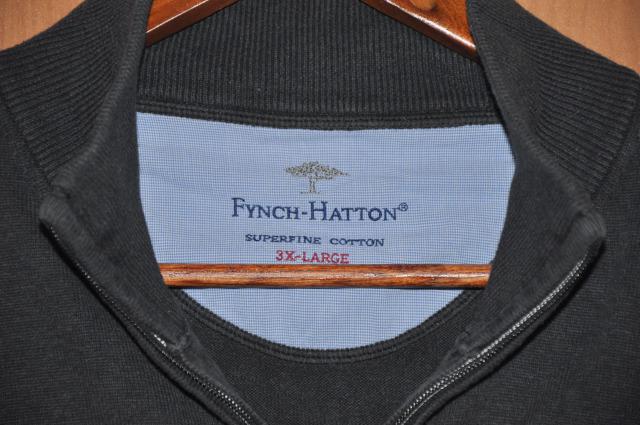 FYNCH-HATTON®
SUPERFINE COTTON
3X-LARGE